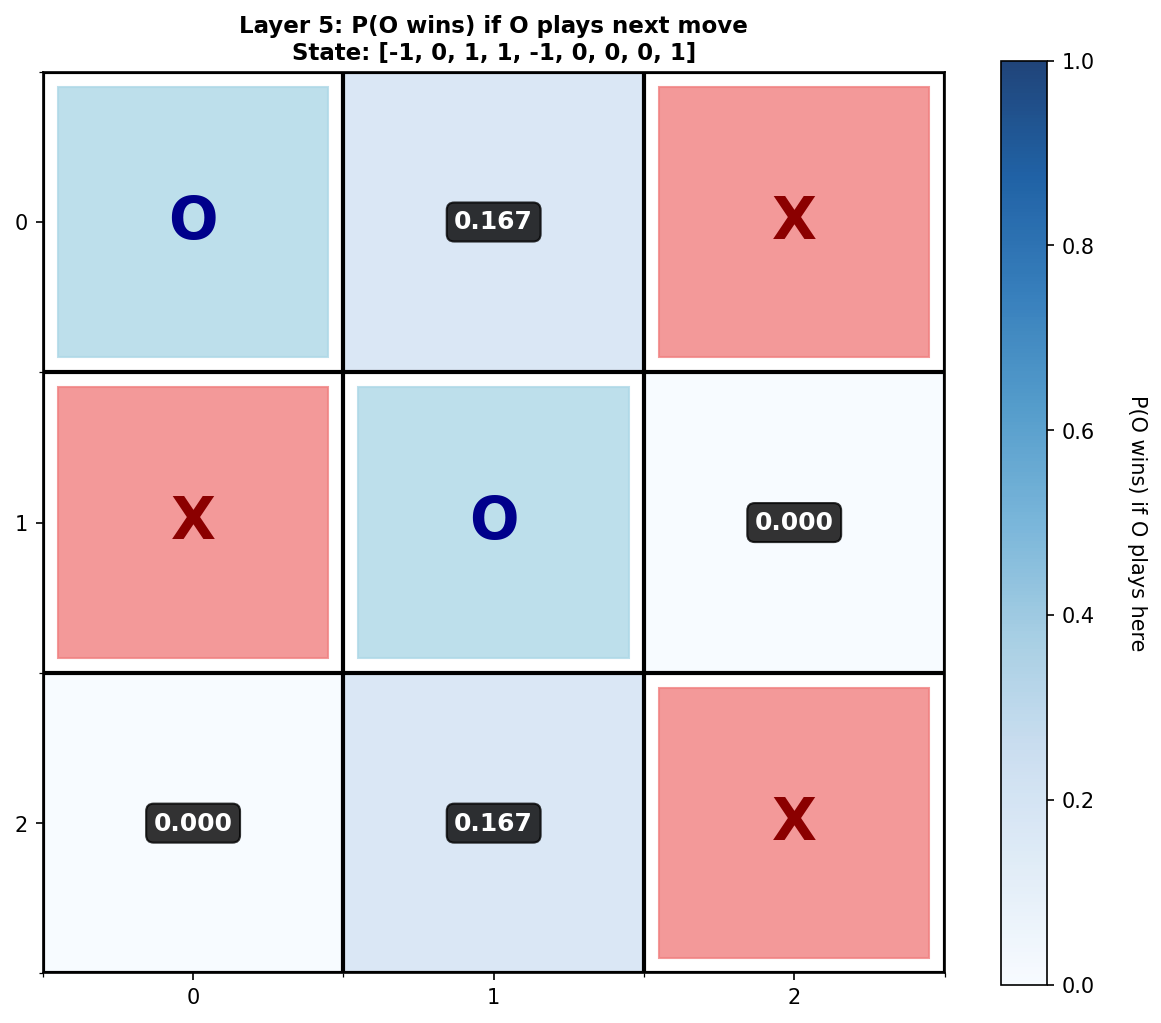 Layer 5: P(O wins) if O plays next move
State: [-1, 0, 1, 1, -1, 0, 0, 0, 1]
O
0.167
X
X
O
0.000
0.000
0.167
X
0
1
2
0
1
2
1.0
0.8
0.6
0.4
0.2
0.0
P(O wins) if O plays here